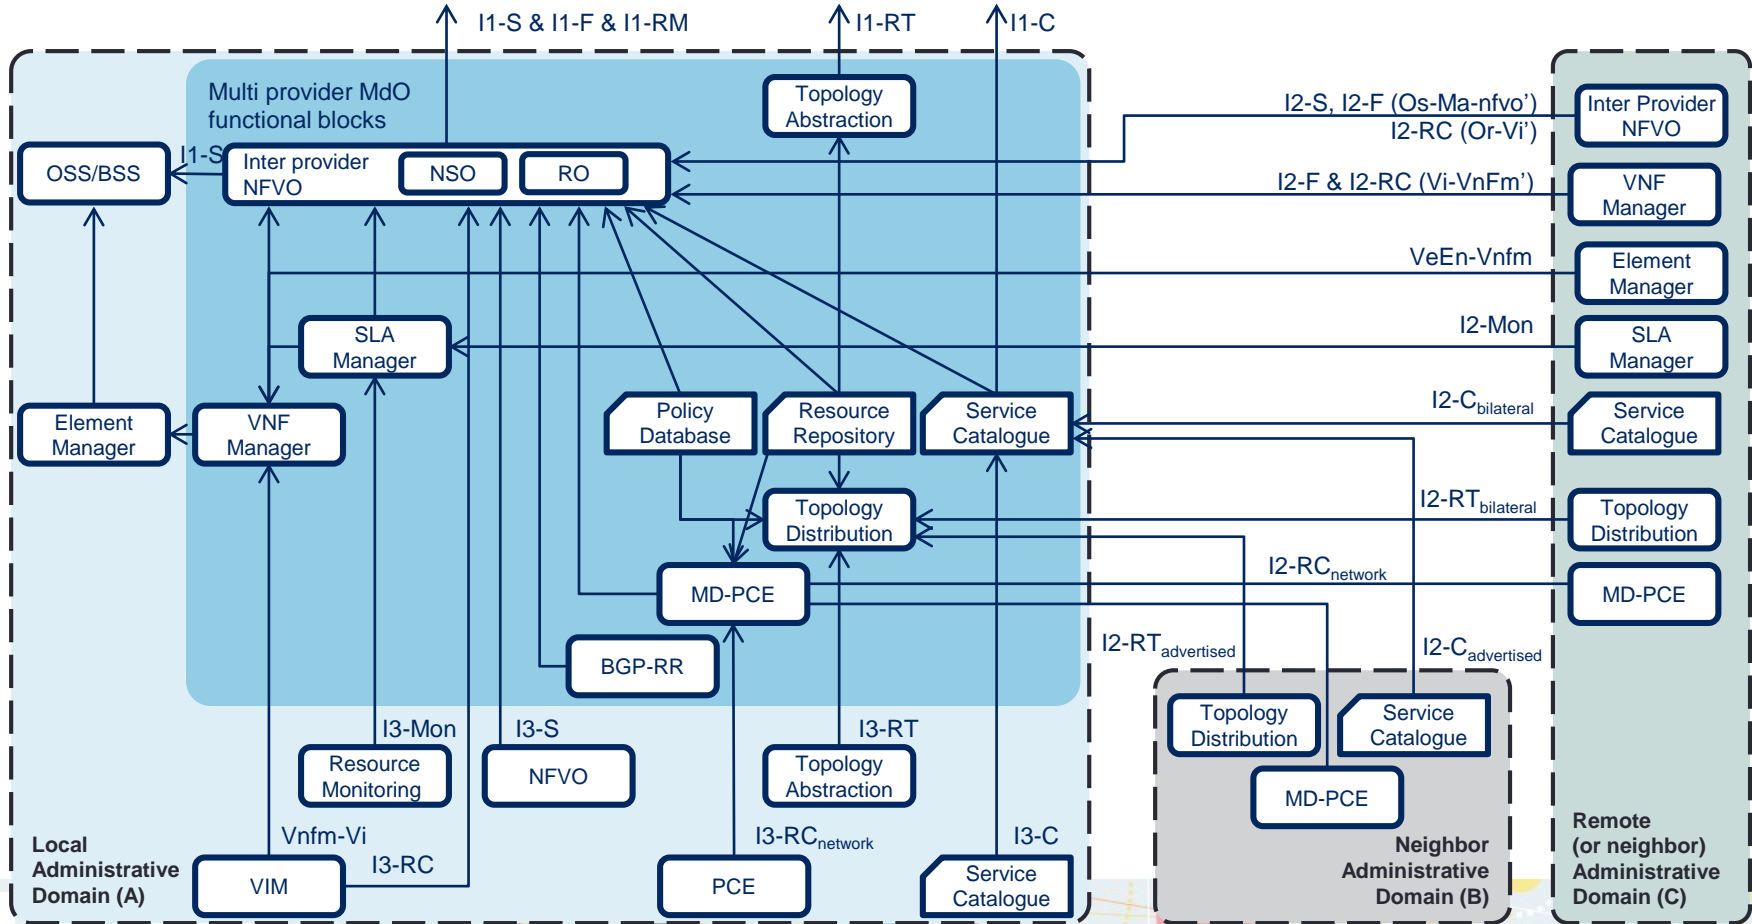 I1-S & I1-F & I1-RM
I1-RT
I1-C
Multi provider MdO
functional blocks
Topology
Abstraction
I2-S, I2-F (Os-Ma-nfvo’)
I2-RC (Or-Vi’)
Inter Provider
NFVO
I1-S
OSS/BSS
Inter provider
NFVO
NSO
RO
I2-F & I2-RC (Vi-VnFm’)
VNF
Manager
VeEn-Vnfm
Element
Manager
I2-Mon
SLA
Manager
SLA
Manager
Element
Manager
VNF
Manager
Policy
Database
Resource
Repository
Service
Catalogue
I2-Cbilateral
Service
Catalogue
Topology
Distribution
I2-RTbilateral
Topology
Distribution
MD-PCE
I2-RCnetwork
MD-PCE
BGP-RR
I2-RTadvertised
I2-Cadvertised
I3-Mon
I3-S
I3-RT
Resource
Monitoring
NFVO
Topology
Abstraction
Topology
Distribution
Service
Catalogue
MD-PCE
Vnfm-Vi
I3-RC
I3-RCnetwork
I3-C
Local
Administrative
Domain (A)
VIM
PCE
Service
Catalogue
Neighbor
Administrative
Domain (B)
Remote
(or neighbor)
Administrative
Domain (C)